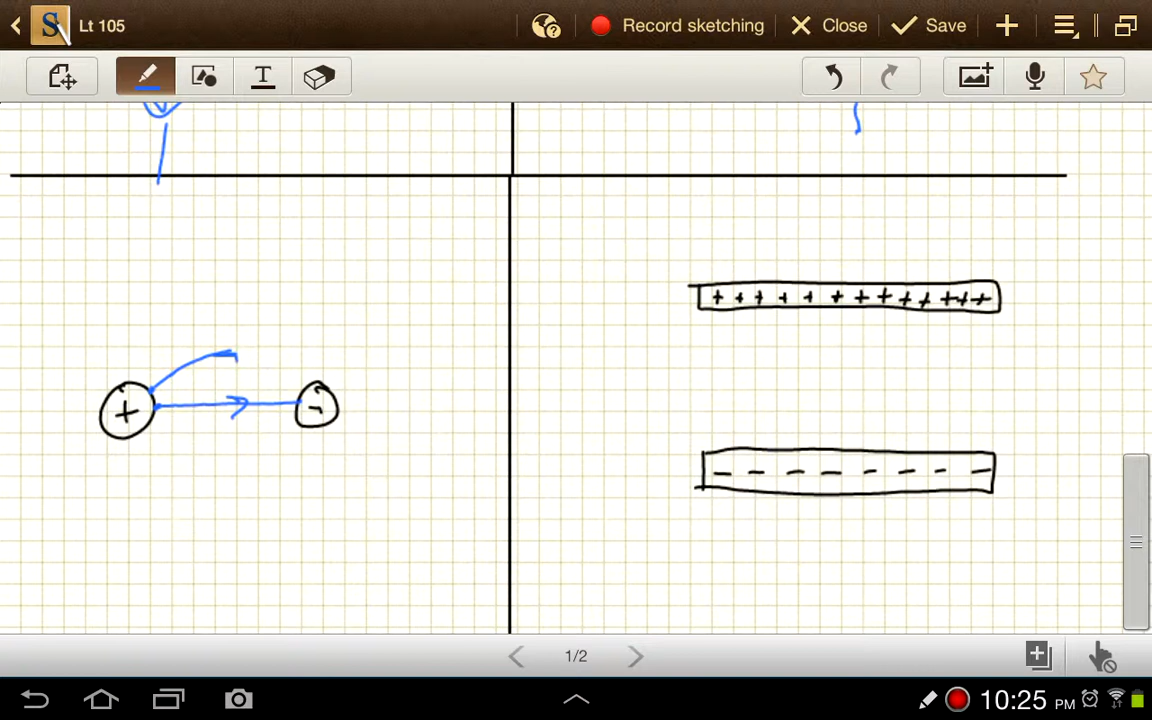 S Lt 105 Record sketching Close Save
T
+ + + + + + + + + + + + +
+ -
- - - - - - - -
1/2
10:25 PM